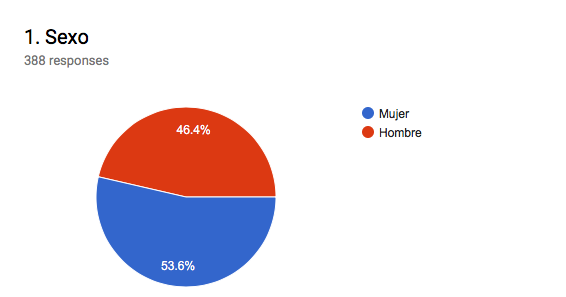 1. Sexo
388 responses
Mujer
Hombre
46.4%
53.6%